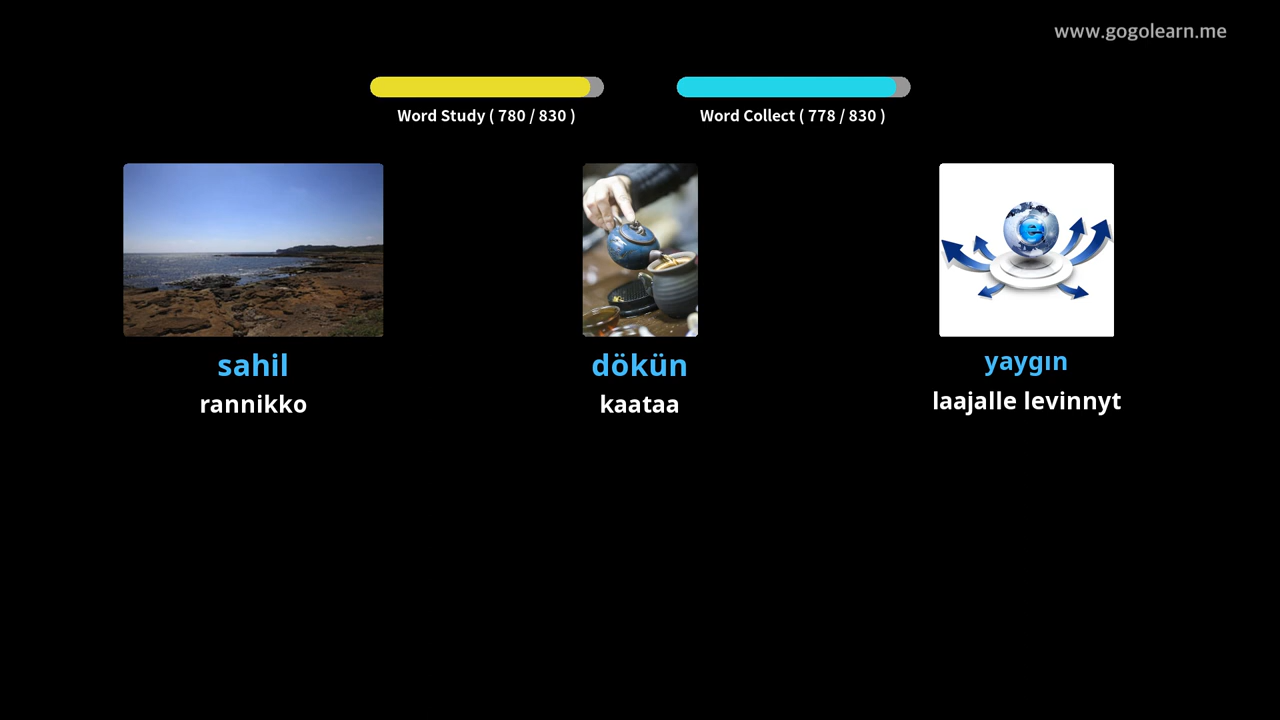 www.gogolearn.me
Word Study ( 780 / 830 )
Word Collect ( 778 / 830 )
sahil
dökün
yaygın
rannikko
kaataa
laajalle levinnyt